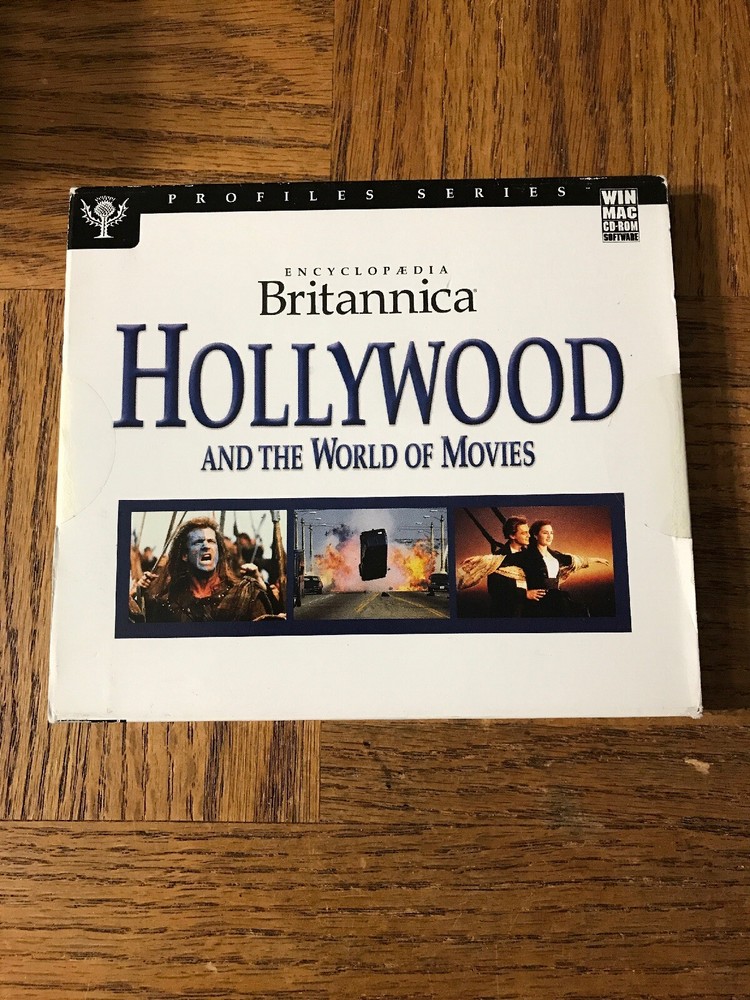 PROFILES SERIES
WIN
MAC
CD-ROM
SOFTWARE
ENCYCLOPÆDIA
Britannica®
HOLLYWOOD
AND THE WORLD OF MOVIES